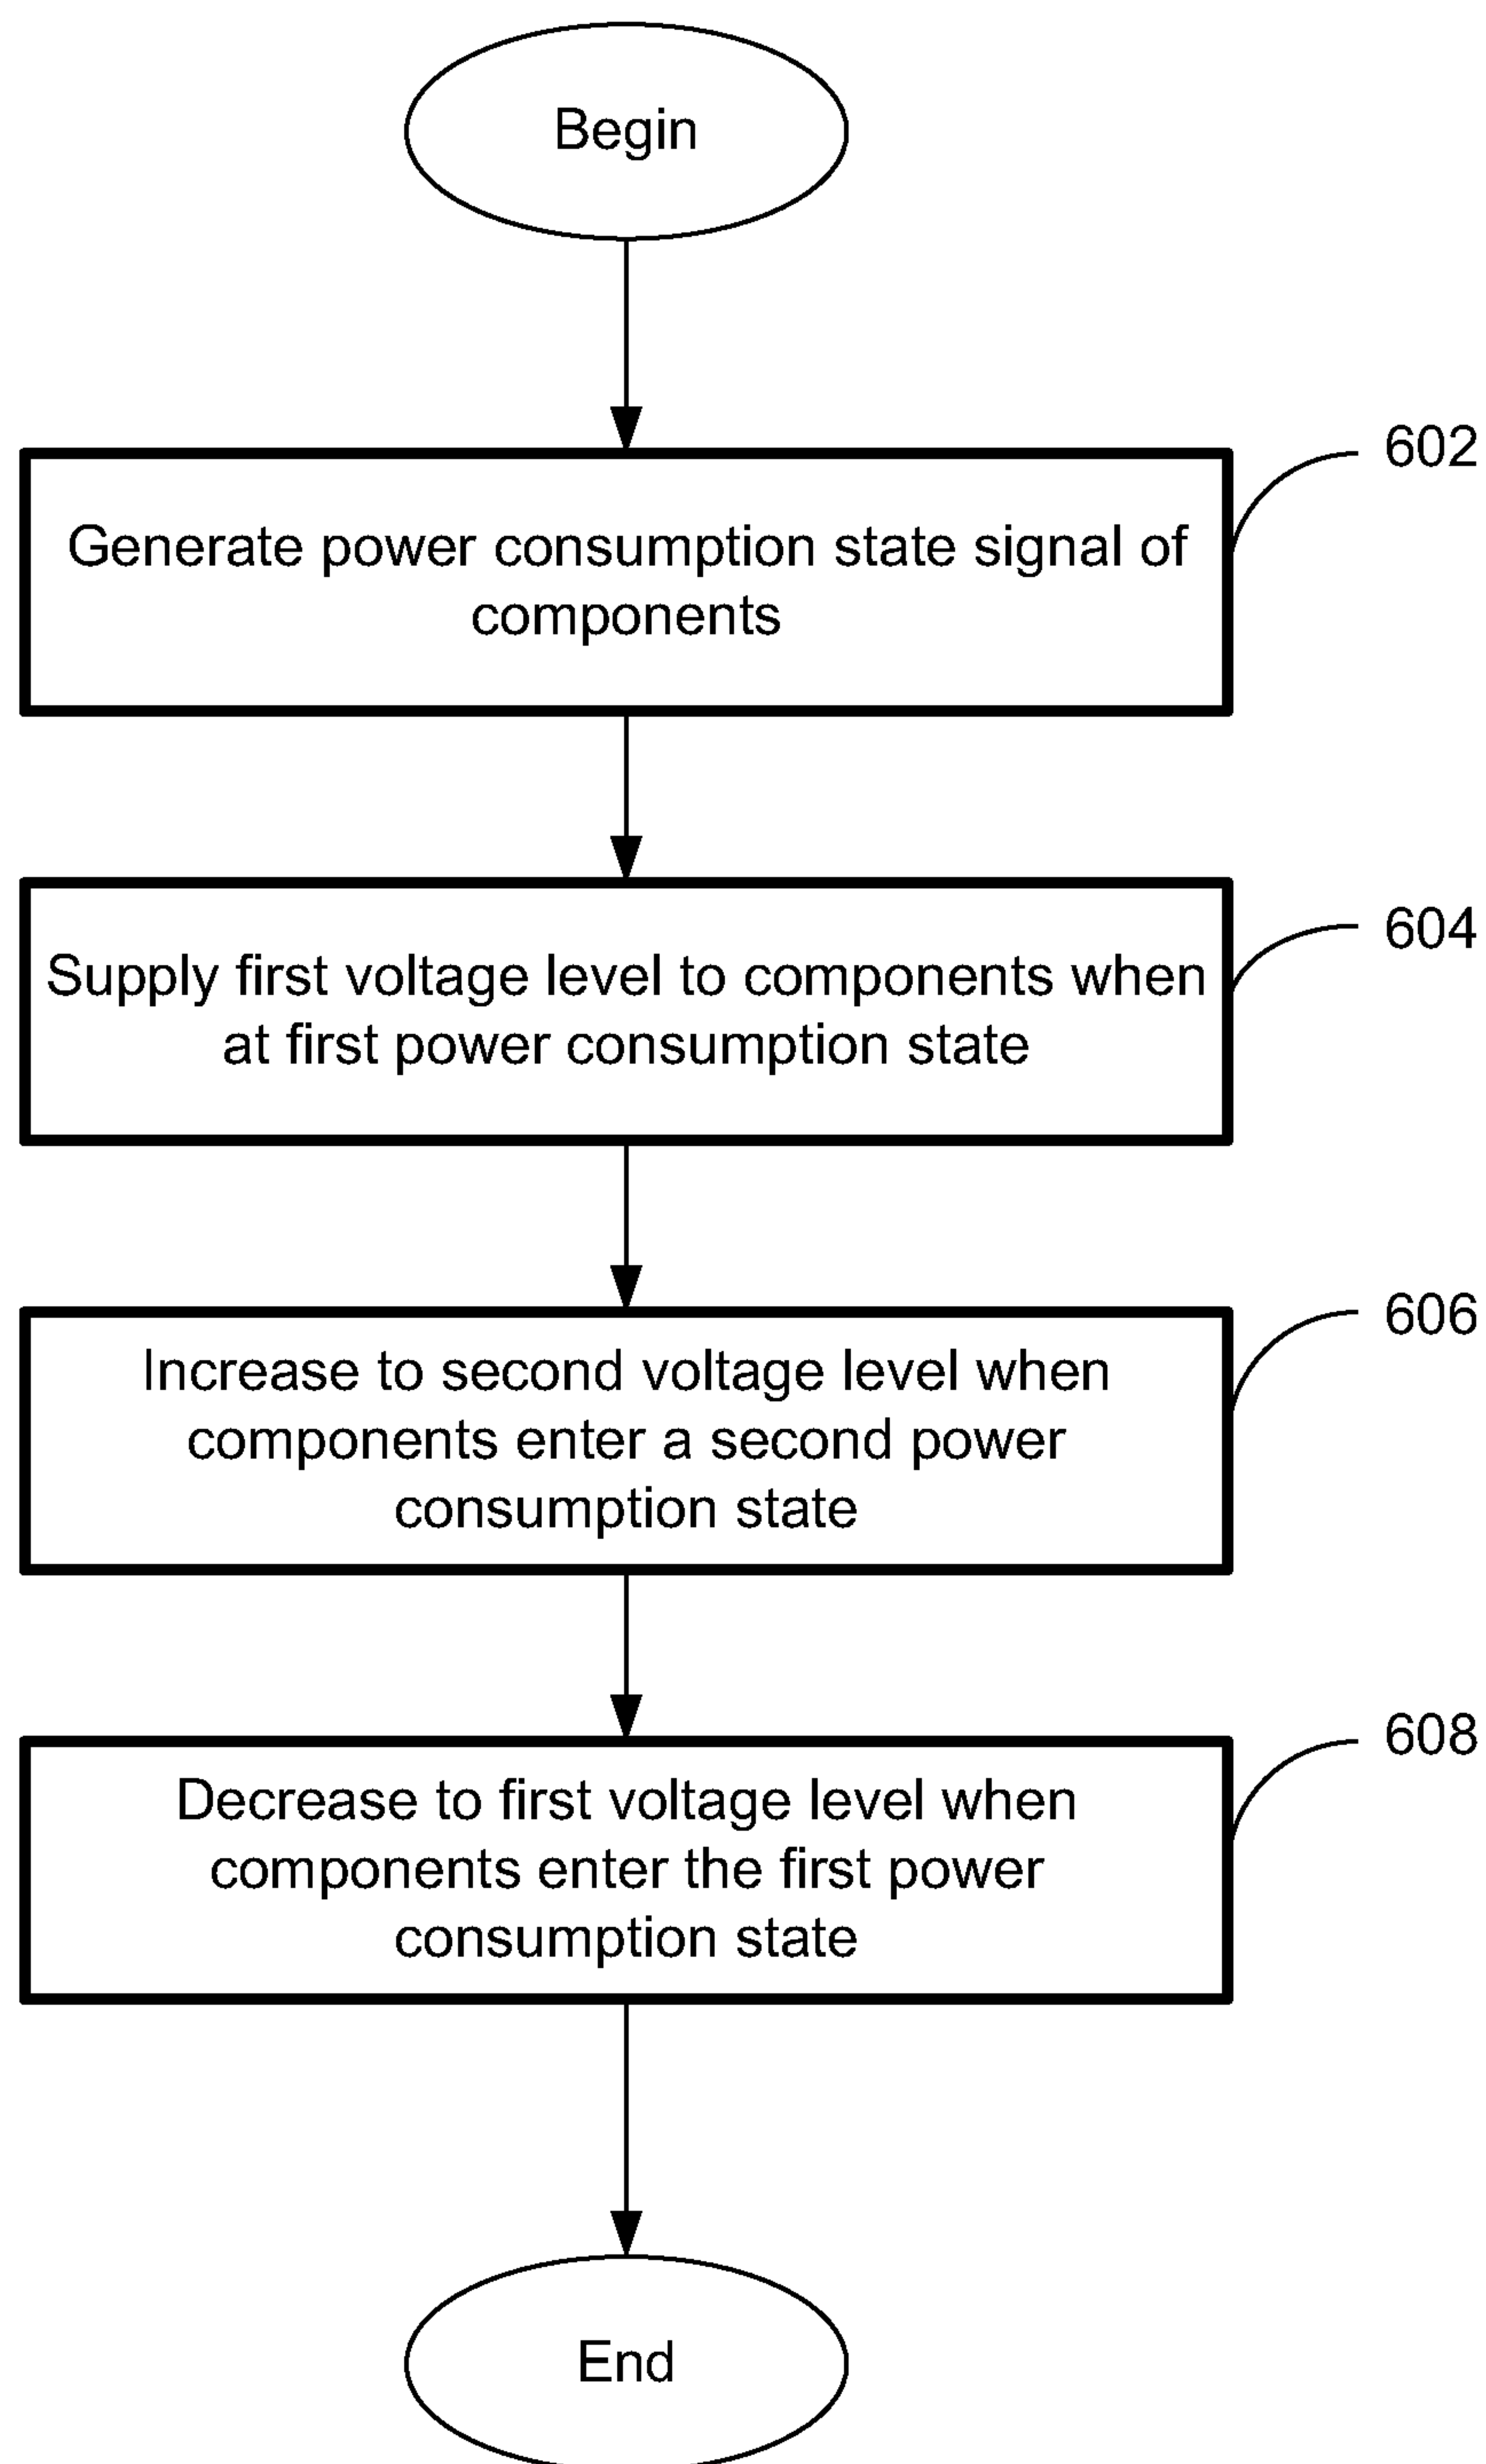 Begin
602
Generate power consumption state signal of
components
604
Supply first voltage level to components when
at first power consumption state
606
Increase to second voltage level when
components enter a second power
consumption state
608
Decrease to first voltage level when
components enter the first power
consumption state
End